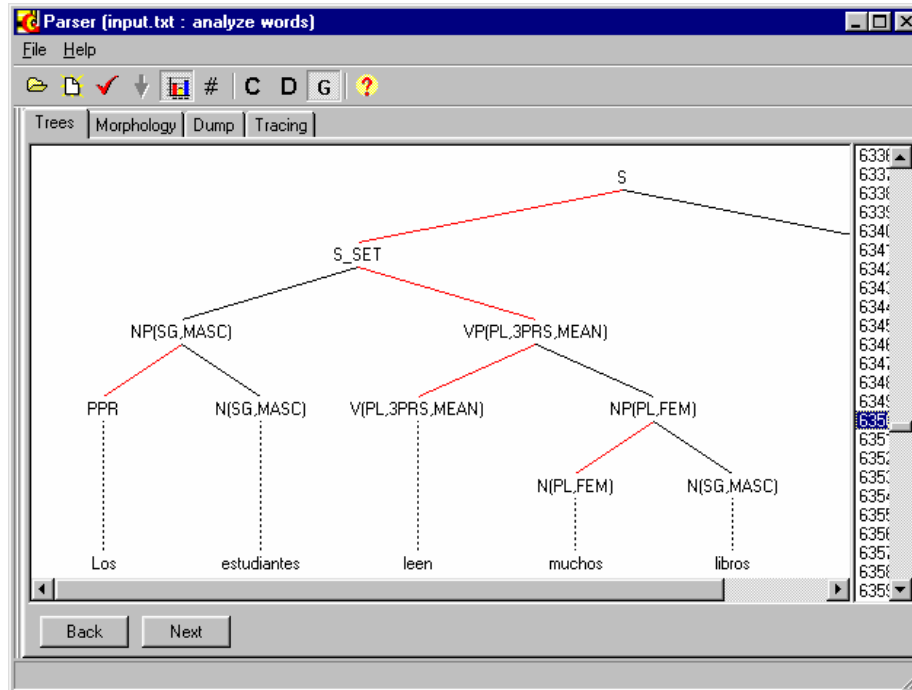 Parser (input.txt : analyze words)
File Help
# C D G ?
Trees Morphology Dump Tracing
S
S_SET
NP(SG,MASC) VP(PL,3PRS,MEAN)
PPR N(SG,MASC) V(PL,3PRS,MEAN) NP(PL,FEM)
N(PL,FEM) N(SG,MASC)
Los estudiantes leen muchos libros
Back Next